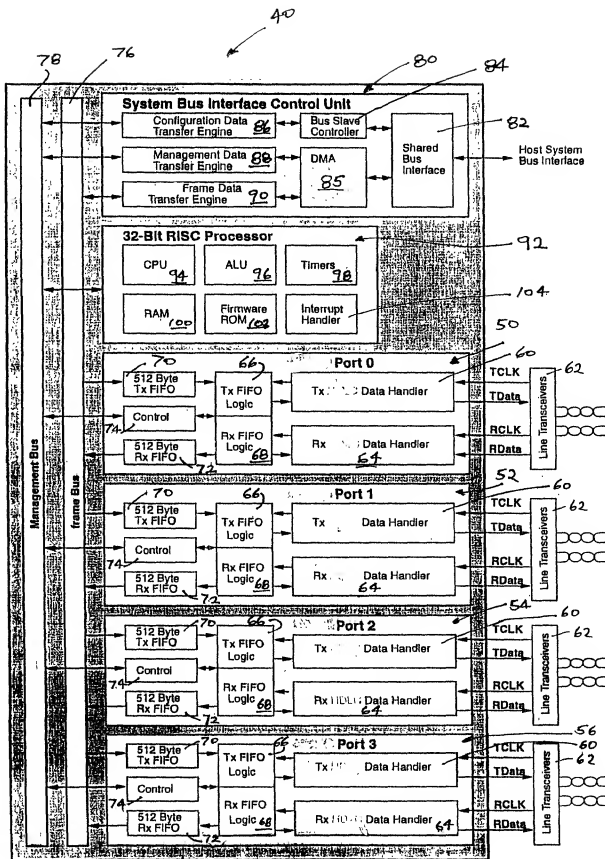 40
78
76
80
84
System Bus Interface Control Unit
82
Configuration Data Transfer Engine 86
Bus Slave Controller
Management Data Transfer Engine 88
DMA 85
Shared Bus Interface
Host System Bus Interface
Frame Data Transfer Engine 90
32-Bit RISC Processor
92
CPU 94
ALU 96
Timers 98
RAM 100
Firmware ROM 102
Interrupt Handler
104
Management Bus
frame Bus
50
Port 0
60
70
66
62
512 Byte Tx FIFO
Tx FIFO Logic
Tx Data Handler
TCLK
TData
Control
74
Rx FIFO Logic 68
Rx Data Handler 64
RCLK
RData
512 Byte Rx FIFO
72
Line Transceivers
52
Port 1
60
70
66
62
512 Byte Tx FIFO
Tx FIFO Logic
Tx Data Handler
TCLK
TData
Control
74
Rx FIFO Logic 68
Rx Data Handler 64
RCLK
RData
512 Byte Rx FIFO
72
Line Transceivers
54
Port 2
60
70
66
62
512 Byte Tx FIFO
Tx FIFO Logic
Tx Data Handler
TCLK
TData
Control
74
Rx FIFO Logic 68
Rx HDLC Data Handler 64
RCLK
RData
512 Byte Rx FIFO
72
Line Transceivers
56
Port 3
60
70
66
62
512 Byte Tx FIFO
Tx FIFO Logic
Tx Data Handler
TCLK
TData
Control
74
Rx FIFO Logic 68
Rx Data Handler 64
RCLK
RData
512 Byte Rx FIFO
72
Line Transceivers